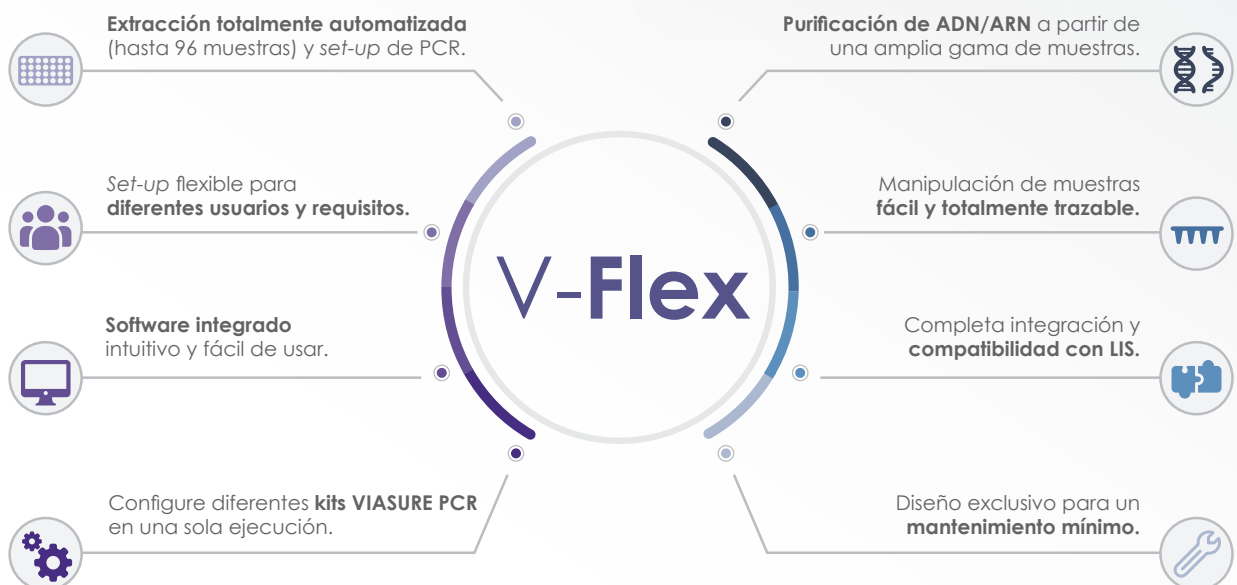 Extracción totalmente automatizada
(hasta 96 muestras) y set-up de PCR.
Set-up flexible para
diferentes usuarios y requisitos.
Software integrado
intuitivo y fácil de usar.
Configure diferentes kits VIASURE PCR
en una sola ejecución.
V-Flex
Purificación de ADN/ARN a partir de
una amplia gama de muestras.
Manipulación de muestras
fácil y totalmente trazable.
Completa integración y
compatibilidad con LIS.
Diseño exclusivo para un
mantenimiento mínimo.